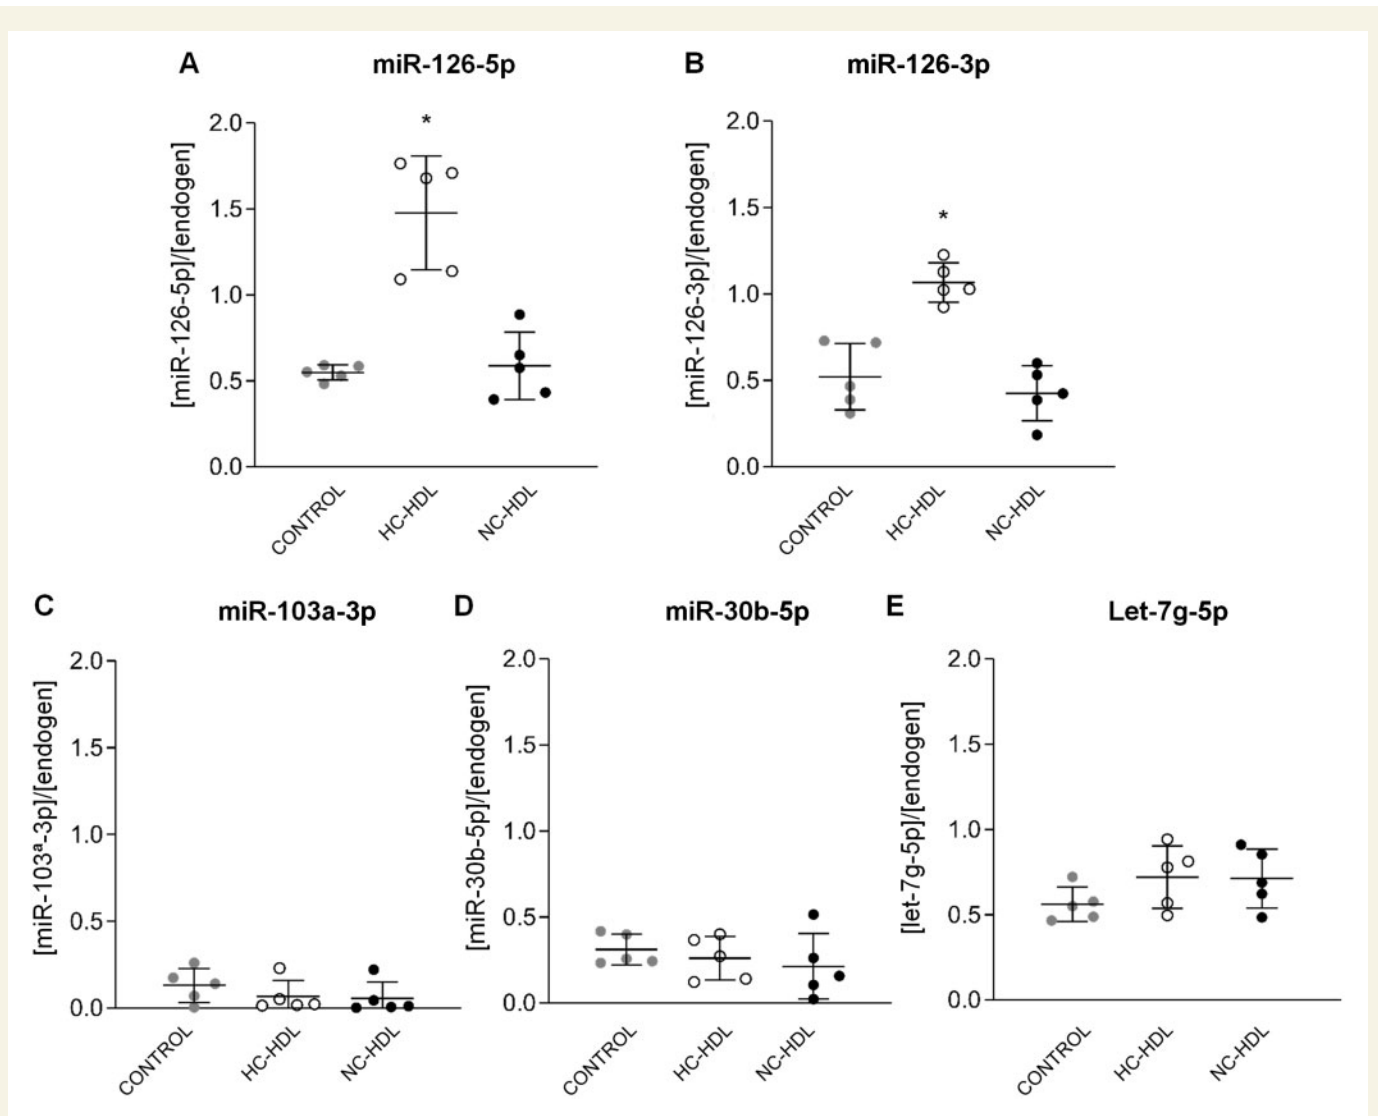 A miR-126-5p
[miR-126-5p]/[endogen]
2.0
1.5
1.0
0.5
0.0
*
CONTROL
HC-HDL
NC-HDL
B miR-126-3p
[miR-126-3p]/[endogen]
2.0
1.5
1.0
0.5
0.0
*
CONTROL
HC-HDL
NC-HDL
C miR-103a-3p
[miR-103ª-3p]/[endogen]
2.0
1.5
1.0
0.5
0.0
CONTROL
HC-HDL
NC-HDL
D miR-30b-5p
[miR-30b-5p]/[endogen]
2.0
1.5
1.0
0.5
0.0
CONTROL
HC-HDL
NC-HDL
E Let-7g-5p
[let-7g-5p]/[endogen]
2.0
1.5
1.0
0.5
0.0
CONTROL
HC-HDL
NC-HDL